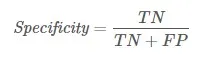 Specificity = TN / TN + FP